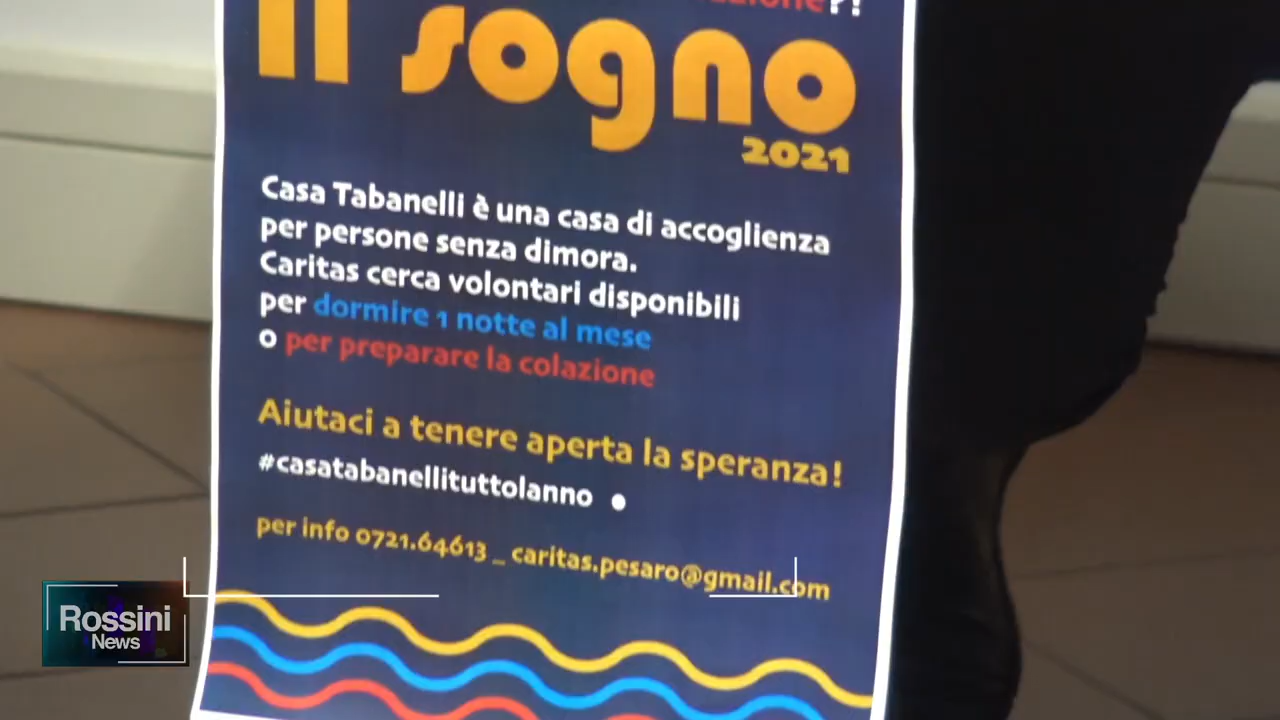 ?!
Il sogno
2021
Casa Tabanelli è una casa di accoglienza
per persone senza dimora.
Caritas cerca volontari disponibili
per dormire 1 notte al mese
o per preparare la colazione
Aiutaci a tenere aperta la speranza!
#casatabanellituttolanno
per info 0721.64613 _ caritas.pesaro@gmail.com
Rossini
News